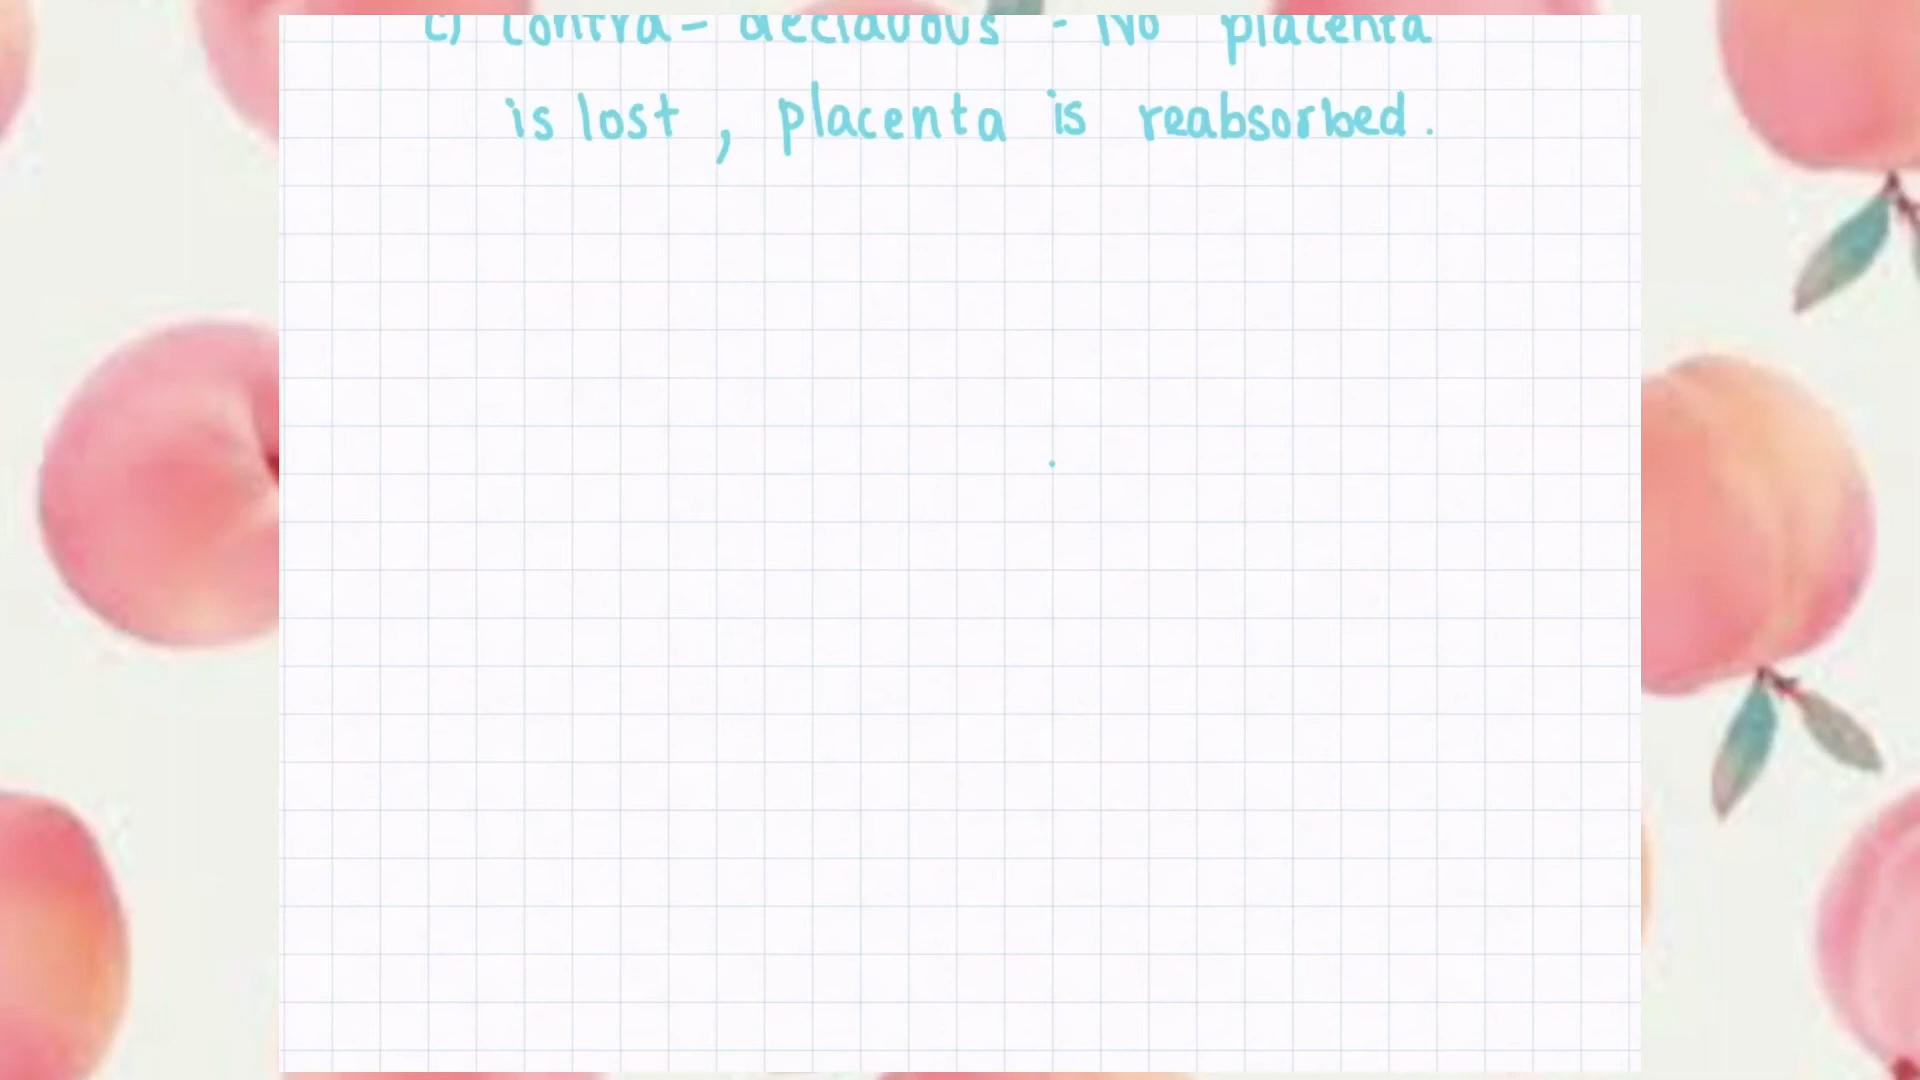 c) Contra- deciduous - No placenta
is lost, placenta is reabsorbed.